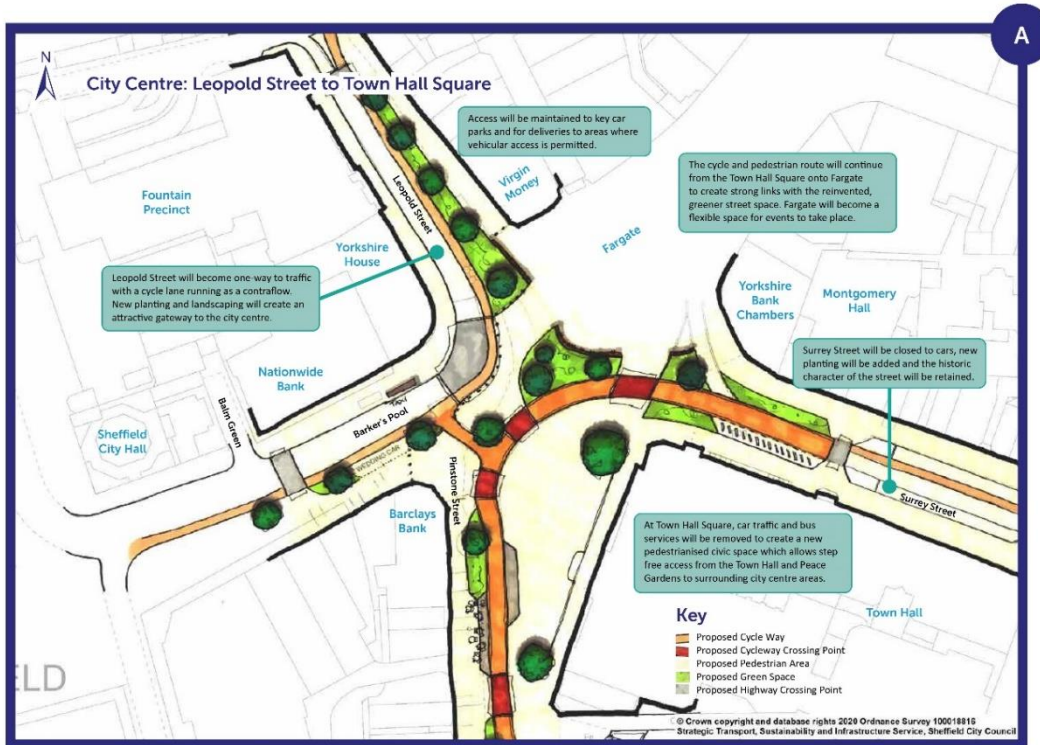 A
N
City Centre: Leopold Street to Town Hall Square
Access will be maintained to key car
parks and for deliveries to areas where
vehicular access is permitted.
Virgin
Money
The cycle and pedestrian route will continue
from the Town Hall Square onto Fargate
to create strong links with the reinvented,
greener street space. Fargate will become a
flexible space for events to take place.
Fountain
Precinct
Leopold Street
Fargate
Yorkshire
House
Leopold Street will become one-way to traffic
with a cycle lane running as a contraflow.
New planting and landscaping will create an
attractive gateway to the city centre.
Yorkshire
Bank
Chambers
Montgomery
Hall
Surrey Street will be closed to cars, new
planting will be added and the historic
character of the street will be retained.
Nationwide
Bank
Balm Green
Barker's Pool
Sheffield
City Hall
WEDDING CAR
Pinstone Street
Barclays
Bank
Surrey Street
At Town Hall Square, car traffic and bus
services will be removed to create a new
pedestrianised civic space which allows step
free access from the Town Hall and Peace
Gardens to surrounding city centre areas.
Town Hall
Key
Proposed Cycle Way
Proposed Cycleway Crossing Point
Proposed Pedestrian Area
Proposed Green Space
Proposed Highway Crossing Point
ELD
© Crown copyright and database rights 2020 Ordnance Survey 100018816
Strategic Transport, Sustainability and Infrastructure Service, Sheffield City Council